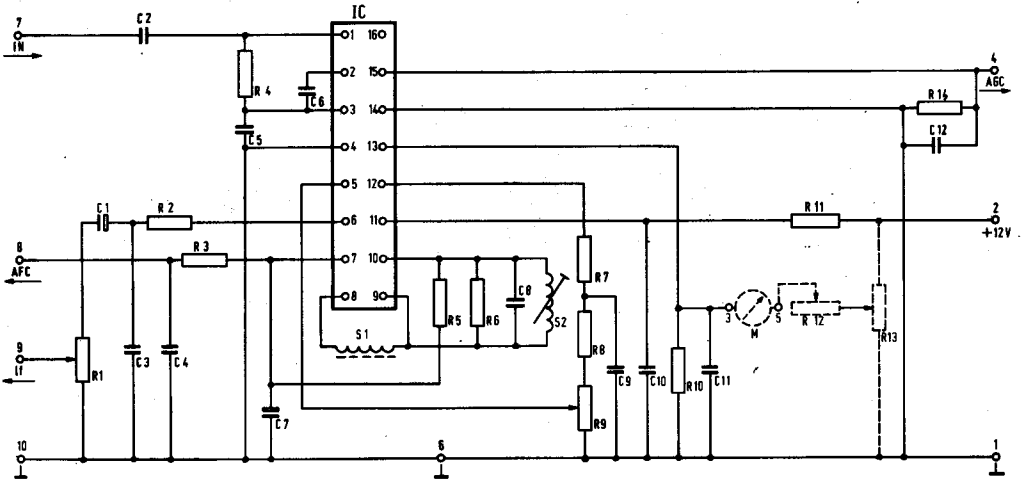 IC
7
IN
C2
R4
C6
C5
1
2
3
4
5
6
7
8
16
15
14
13
12
11
10
9
4
AGC
R14
C12
C1
R2
R3
8
AFC
9
lf
R1
C3
C4
C7
S1
R5
R6
C8
S2
R7
R8
R9
C9
C10
R10
C11
R11
2
+12V
3
M
5
R12
R13
10
6
1